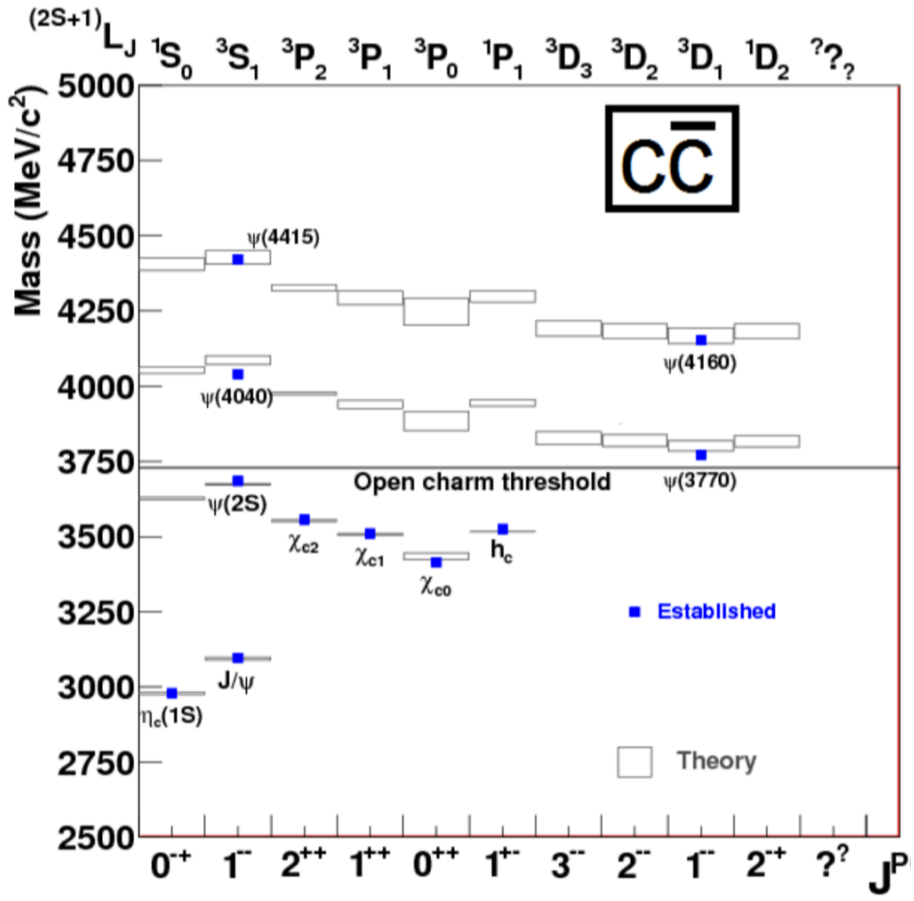 (2S+1)L_J ¹S₀ ³S₁ ³P₂ ³P₁ ³P₀ ¹P₁ ³D₃ ³D₂ ³D₁ ¹D₂ ??_?
Mass (MeV/c²)
5000
cc̅
4750
4500
ψ(4415)
4250
ψ(4160)
4000
ψ(4040)
3750
Open charm threshold
ψ(3770)
ψ(2S)
3500
χc2
χc1
hc
χc0
3250
Established
3000
J/ψ
ηc(1S)
2750
Theory
2500
0⁻⁺ 1⁻⁻ 2⁺⁺ 1⁺⁺ 0⁺⁺ 1⁺⁻ 3⁻⁻ 2⁻⁻ 1⁻⁻ 2⁻⁺ ?^? J^P